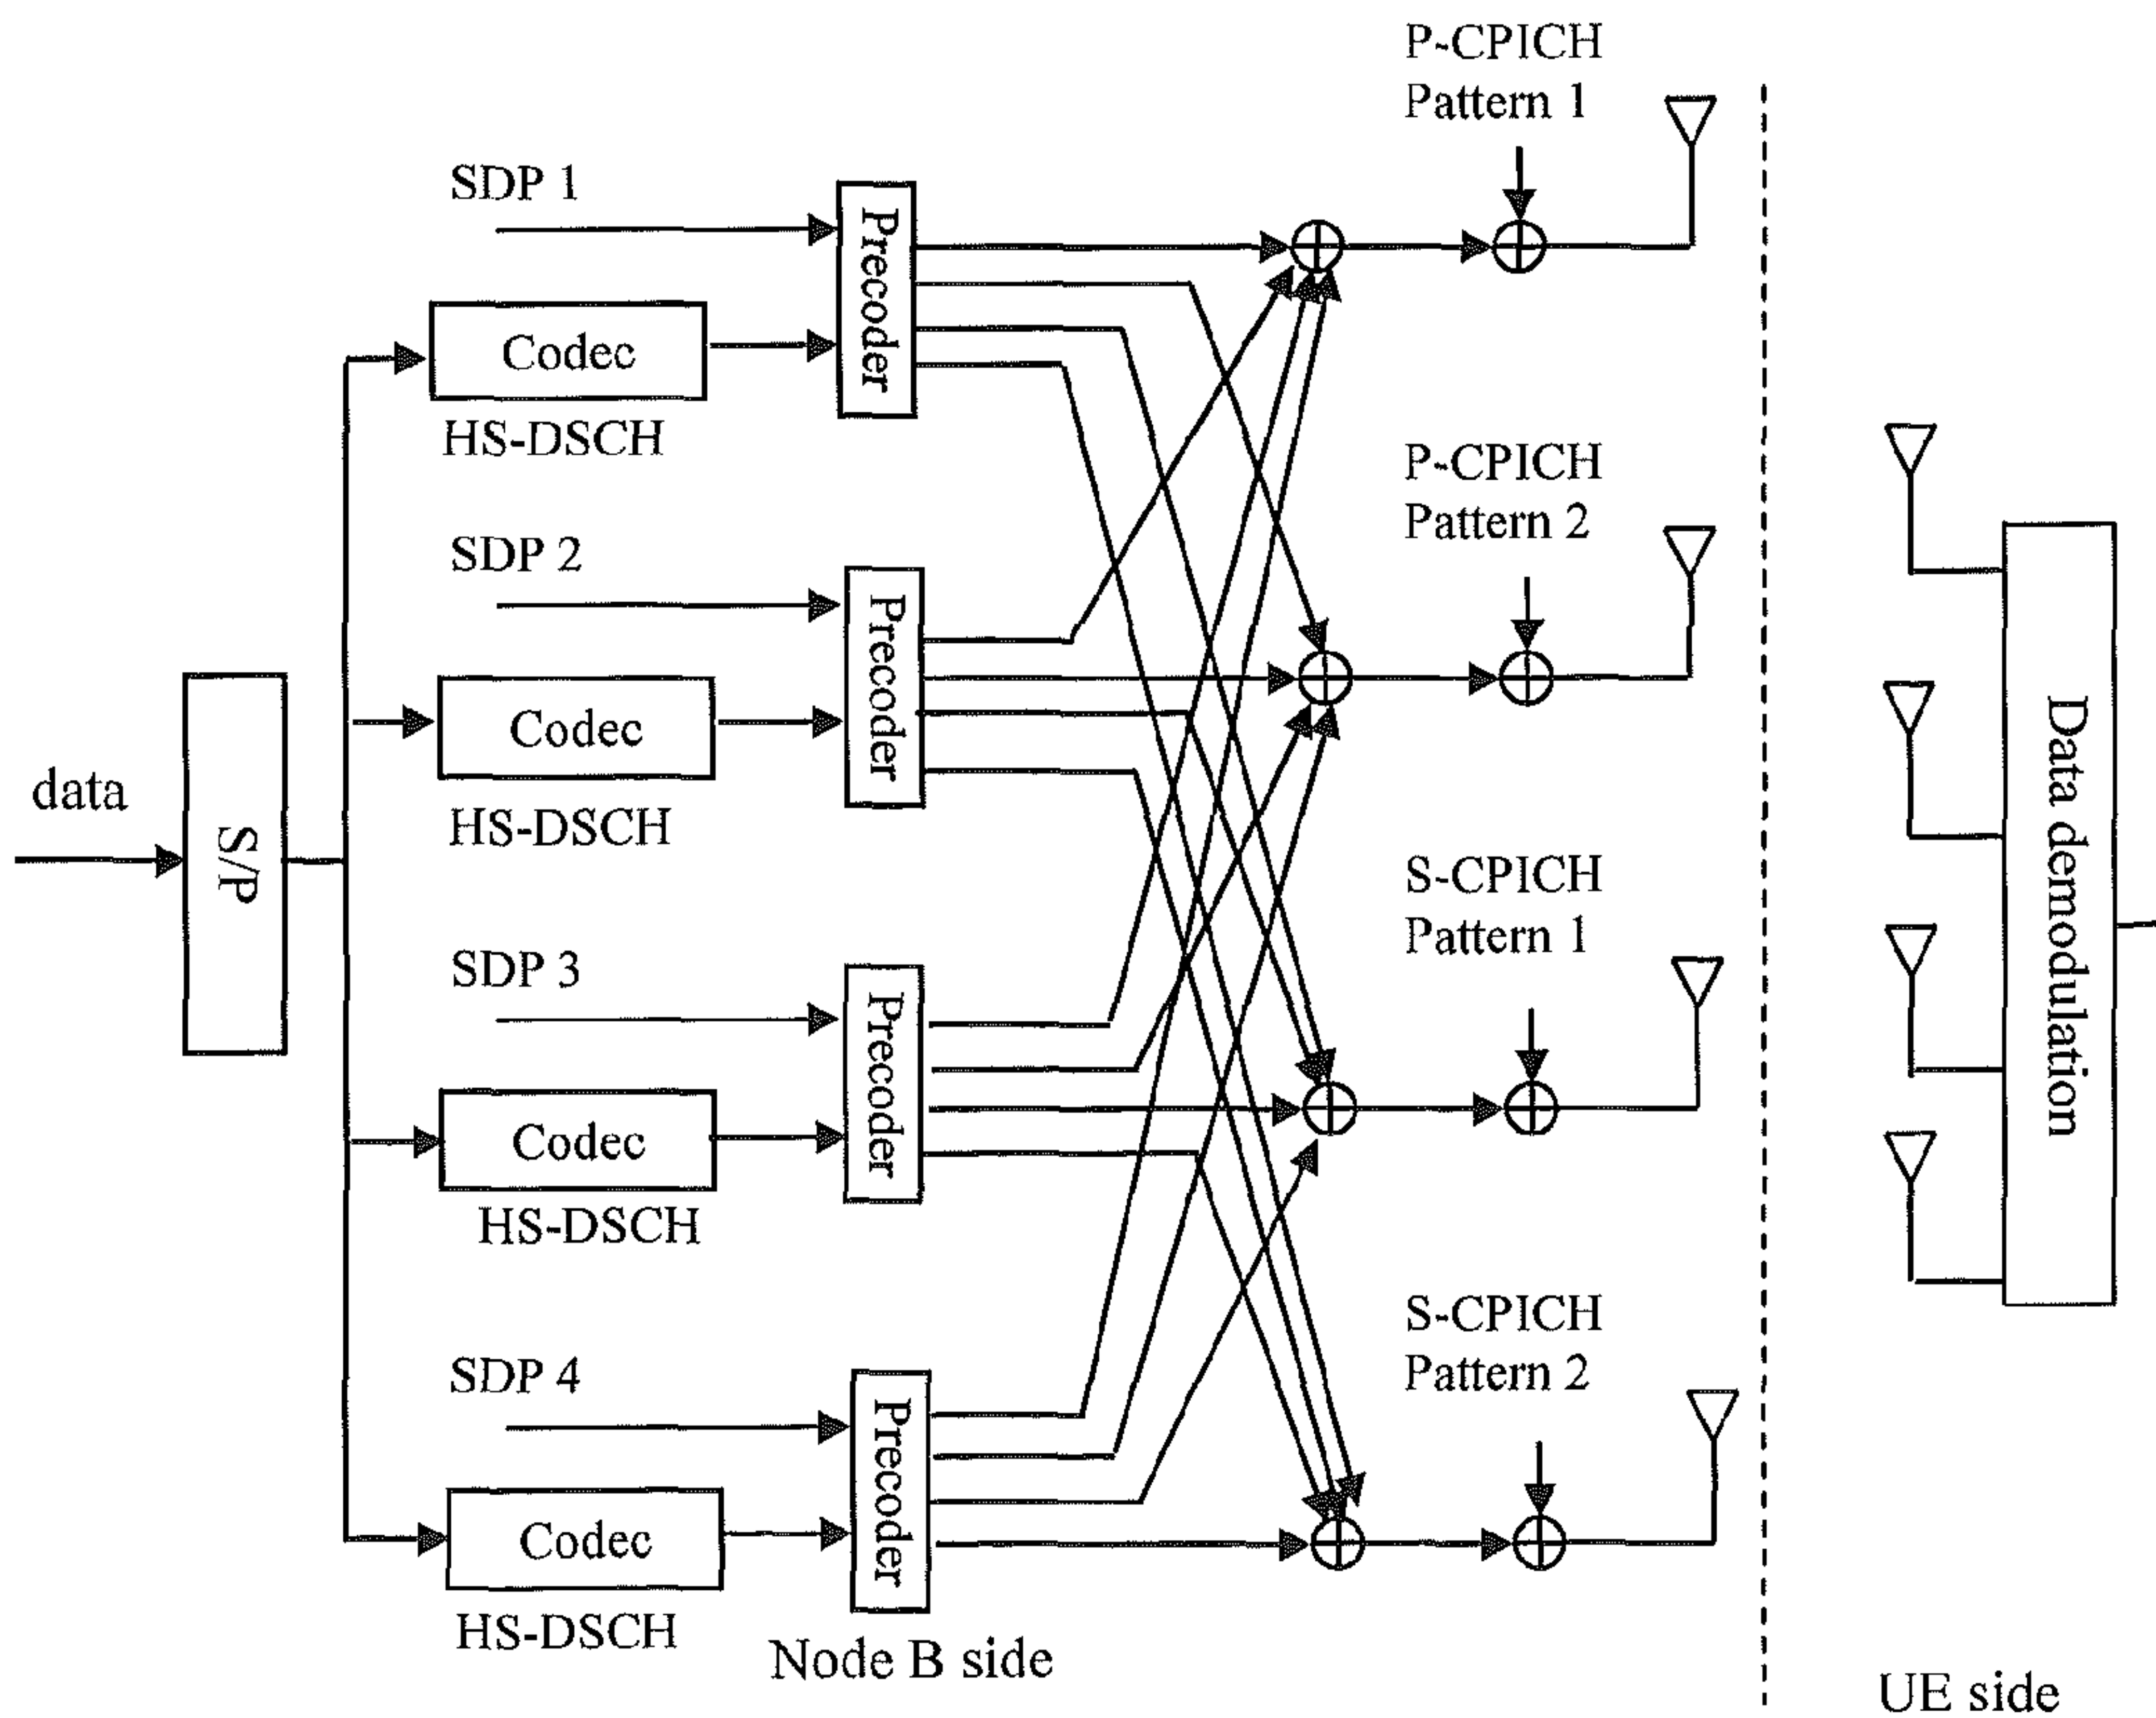 P-CPICH
Pattern 1
SDP 1
Precoder
Codec
HS-DSCH
P-CPICH
Pattern 2
SDP 2
Precoder
Codec
HS-DSCH
data
S/P
Data demodulation
S-CPICH
Pattern 1
SDP 3
Precoder
Codec
HS-DSCH
S-CPICH
Pattern 2
SDP 4
Precoder
Codec
HS-DSCH
Node B side
UE side